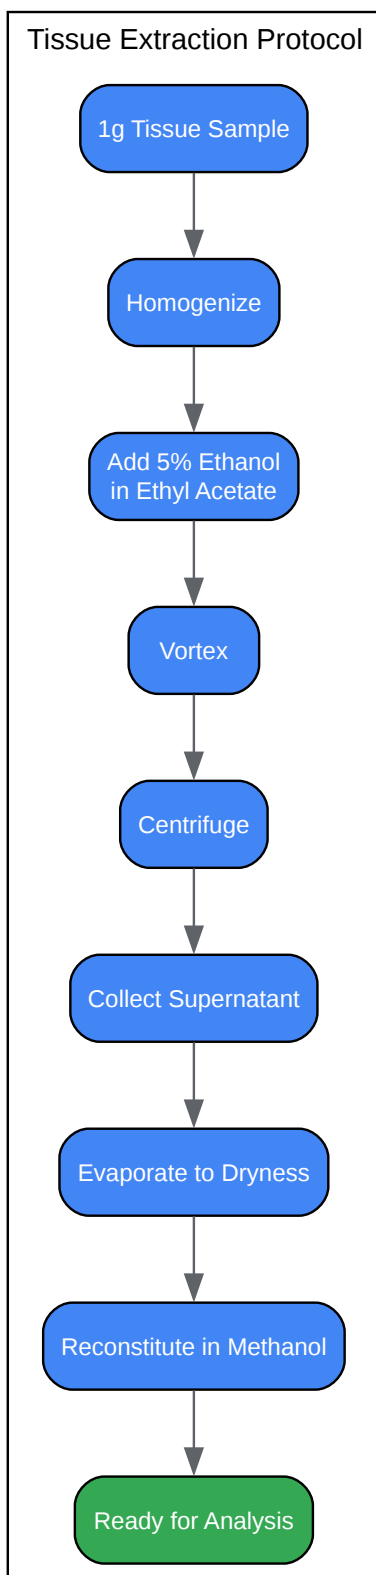 Tissue Extraction Protocol
1g Tissue Sample
Homogenize
Add 5% Ethanol
in Ethyl Acetate
Vortex
Centrifuge
Collect Supernatant
Evaporate to Dryness
Reconstitute in Methanol
Ready for Analysis